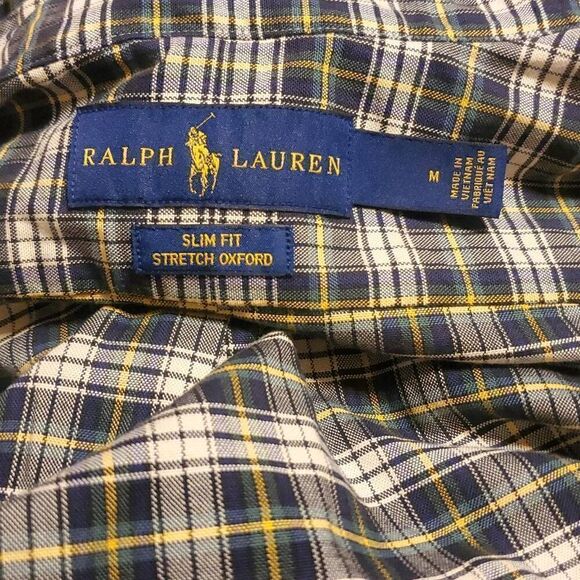 RALPH LAUREN
M
MADE IN
VIETNAM
FABRIQUÉ AU
VIET NAM
SLIM FIT
STRETCH OXFORD